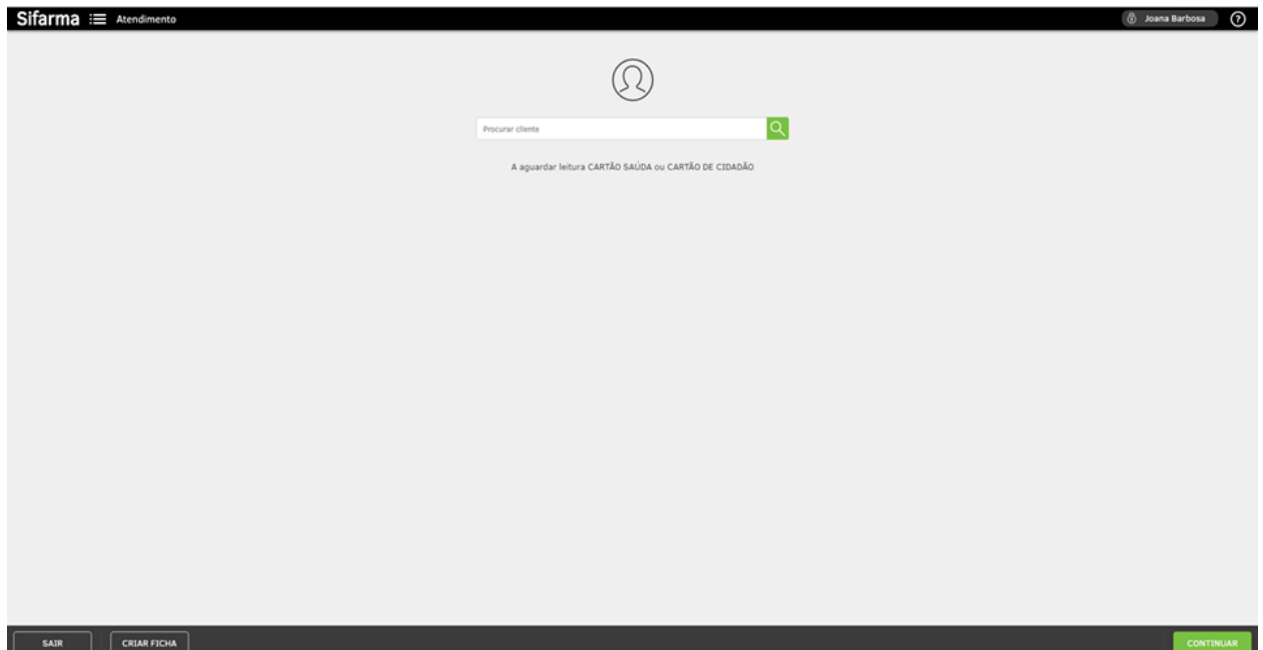 Sifarma Atendimento Joana Barbosa ?
Procurar cliente
A aguardar leitura CARTÃO SAÚDA ou CARTÃO DE CIDADÃO
SAIR CRIAR FICHA CONTINUAR